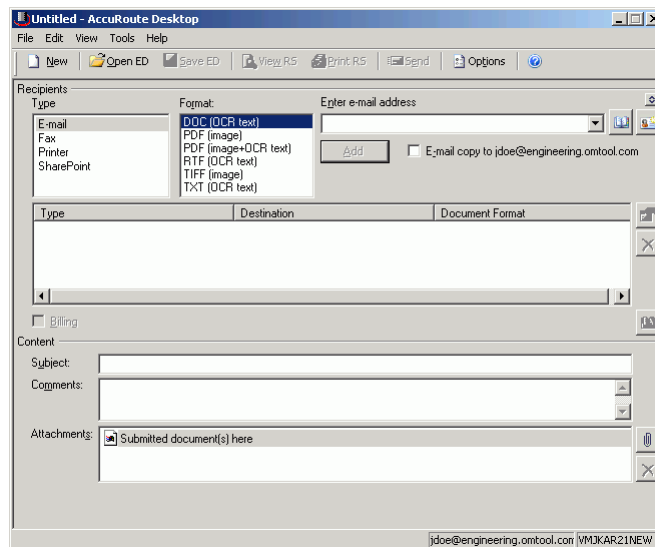 Untitled - AccuRoute Desktop
File Edit View Tools Help
New Open ED Save ED View RS Print RS Send Options
Recipients
Type Format: Enter e-mail address
E-mail
Fax
Printer
SharePoint
DOC (OCR text)
PDF (image)
PDF (image+OCR text)
RTF (OCR text)
TIFF (image)
TXT (OCR text)
Add E-mail copy to jdoe@engineering.omtool.com
Type Destination Document Format
Billing
Content
Subject:
Comments:
Attachments: Submitted document(s) here
jdoe@engineering.omtool.com VMJKAR21NEW